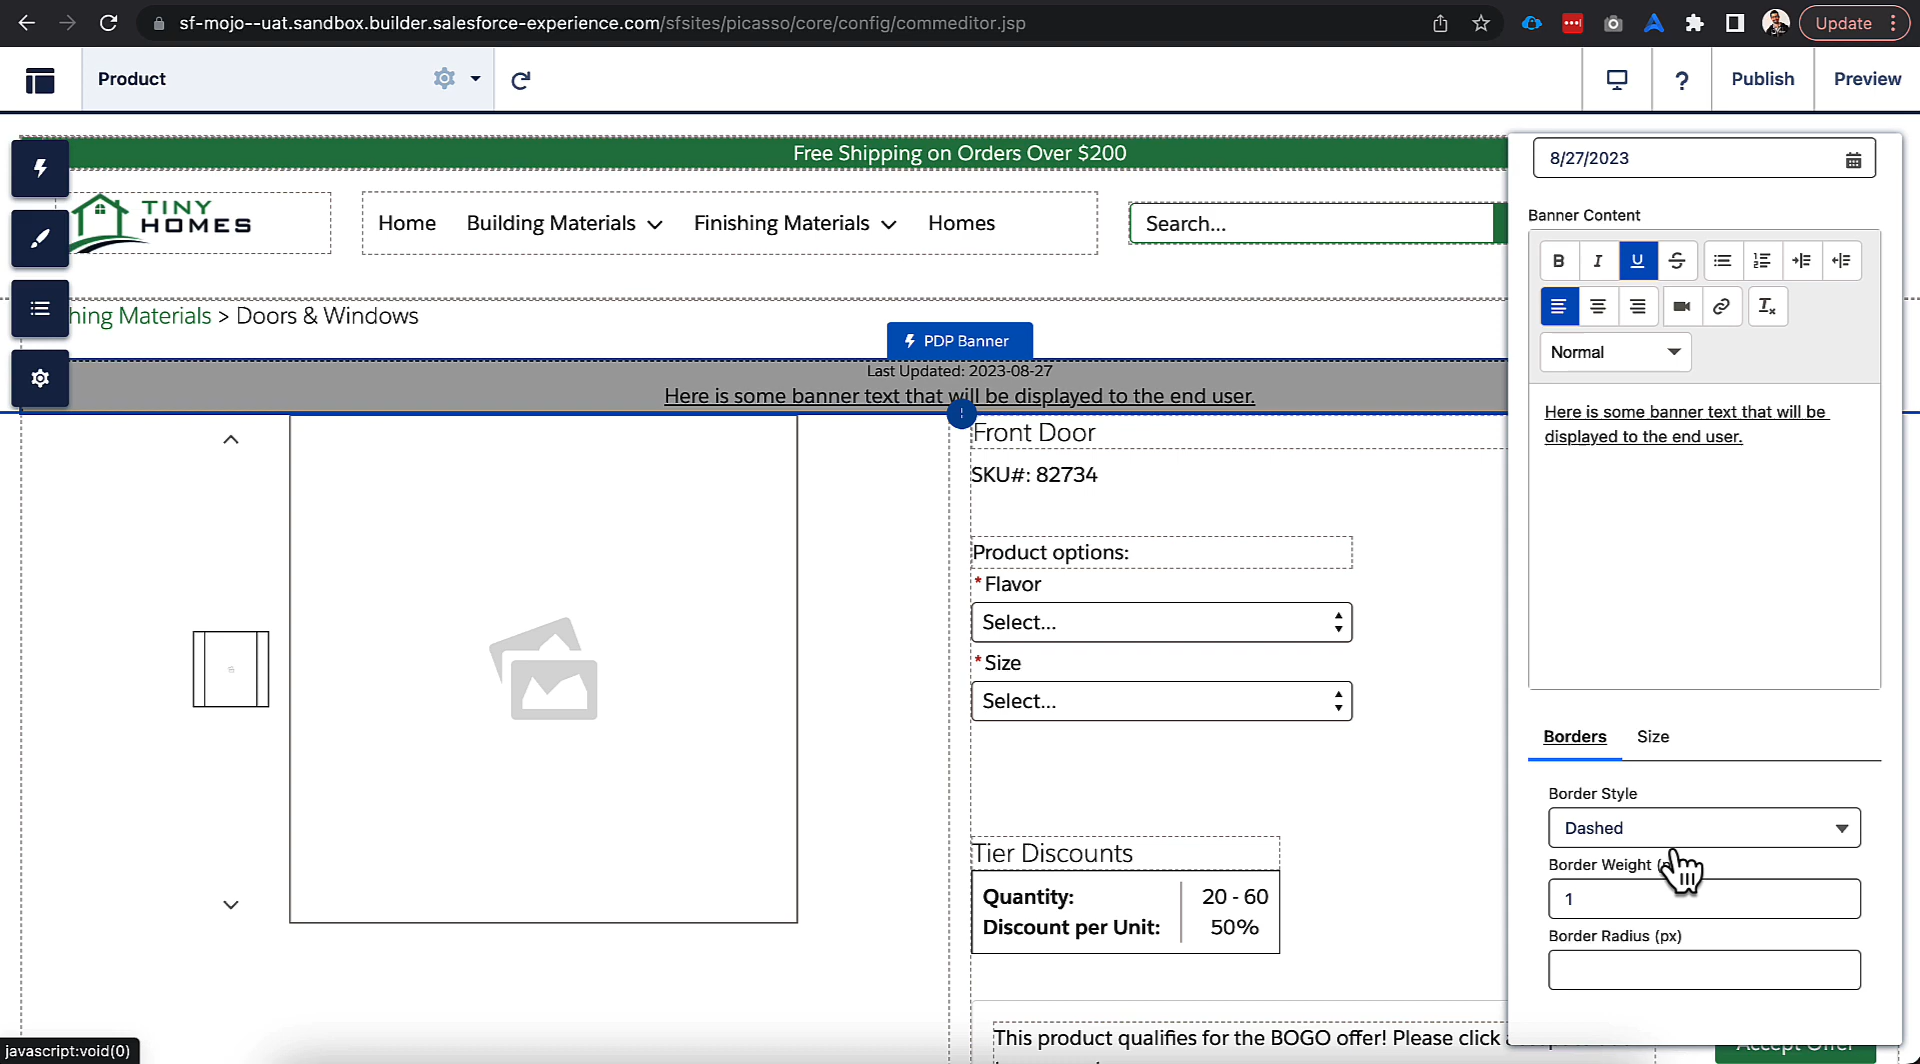 sf-mojo--uat.sandbox.builder.salesforce-experience.com/sfsites/picasso/core/config/commeditor.jsp
Update
Product
?
Publish
Preview
Free Shipping on Orders Over $200
TINY
HOMES
Home
Building Materials
Finishing Materials
Homes
Search...
hing Materials > Doors & Windows
PDP Banner
Last Updated: 2023-08-27
Here is some banner text that will be displayed to the end user.
Front Door
SKU#: 82734
Product options:
*Flavor
Select...
*Size
Select...
Tier Discounts
Quantity: 20 - 60
Discount per Unit: 50%
This product qualifies for the BOGO offer! Please click
8/27/2023
Banner Content
B I U S
Normal
Here is some banner text that will be
displayed to the end user.
Borders
Size
Border Style
Dashed
Border Weight
1
Border Radius (px)
Accept Offer
javascript:void(0)